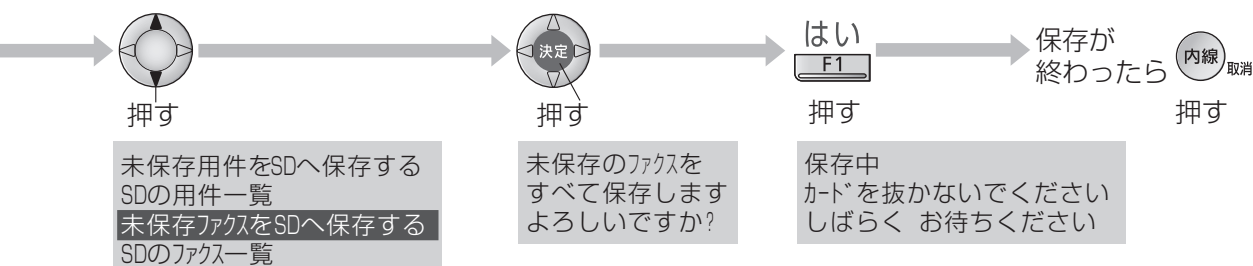 押す
未保存用件をSDへ保存する
SDの用件一覧
未保存ﾌｧｸｽをSDへ保存する
SDのﾌｧｸｽ一覧
決定
押す
未保存のﾌｧｸｽを
すべて保存します
よろしいですか?
はい
F1
押す
保存中
ｶｰﾄﾞを抜かないでください
しばらく お待ちください
保存が
終わったら
内線
取消
押す